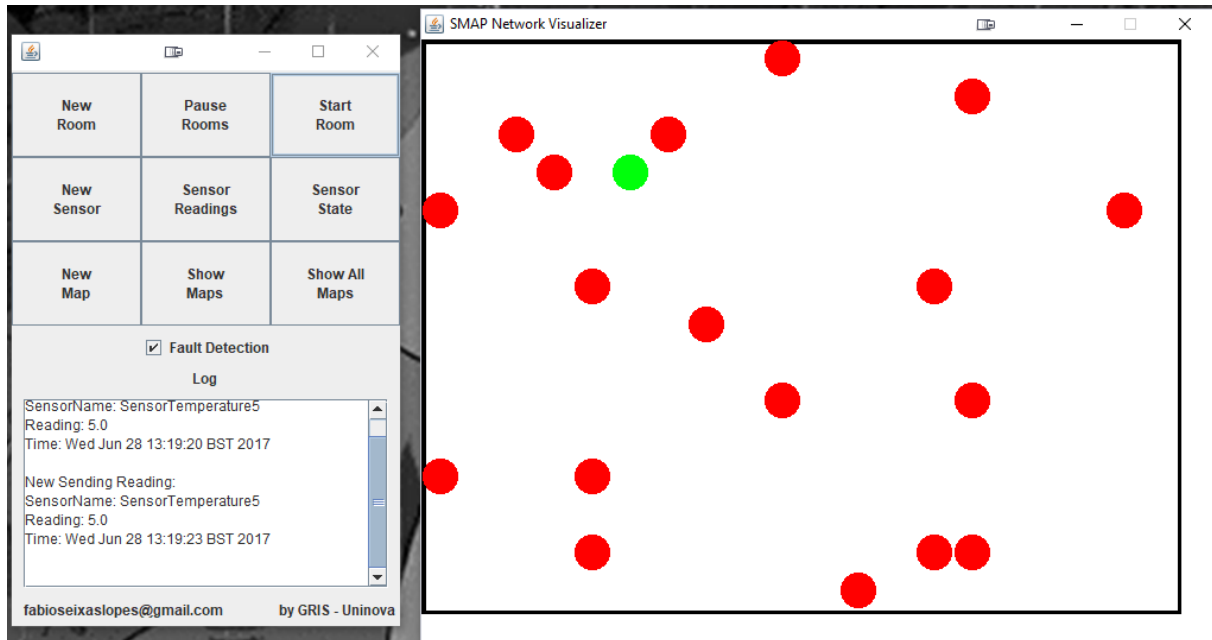 SMAP Network Visualizer
New
Room
Pause
Rooms
Start
Room
New
Sensor
Sensor
Readings
Sensor
State
New
Map
Show
Maps
Show All
Maps
Fault Detection
Log
SensorName: SensorTemperature5
Reading: 5.0
Time: Wed Jun 28 13:19:20 BST 2017
New Sending Reading:
SensorName: SensorTemperature5
Reading: 5.0
Time: Wed Jun 28 13:19:23 BST 2017
fabioseixaslopes@gmail.com
by GRIS - Uninova